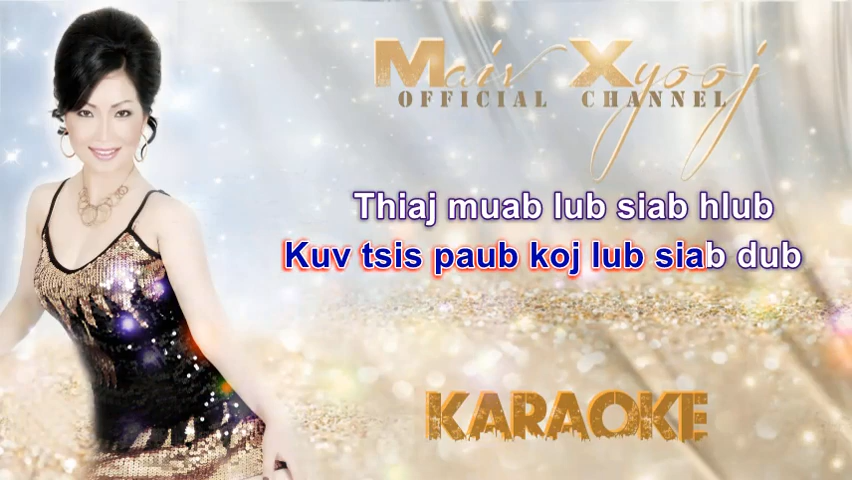 Maiv Xyooj
OFFICIAL CHANNEL
Thiaj muab lub siab hlub
Kuv tsis paub koj lub siab dub
KARAOKE